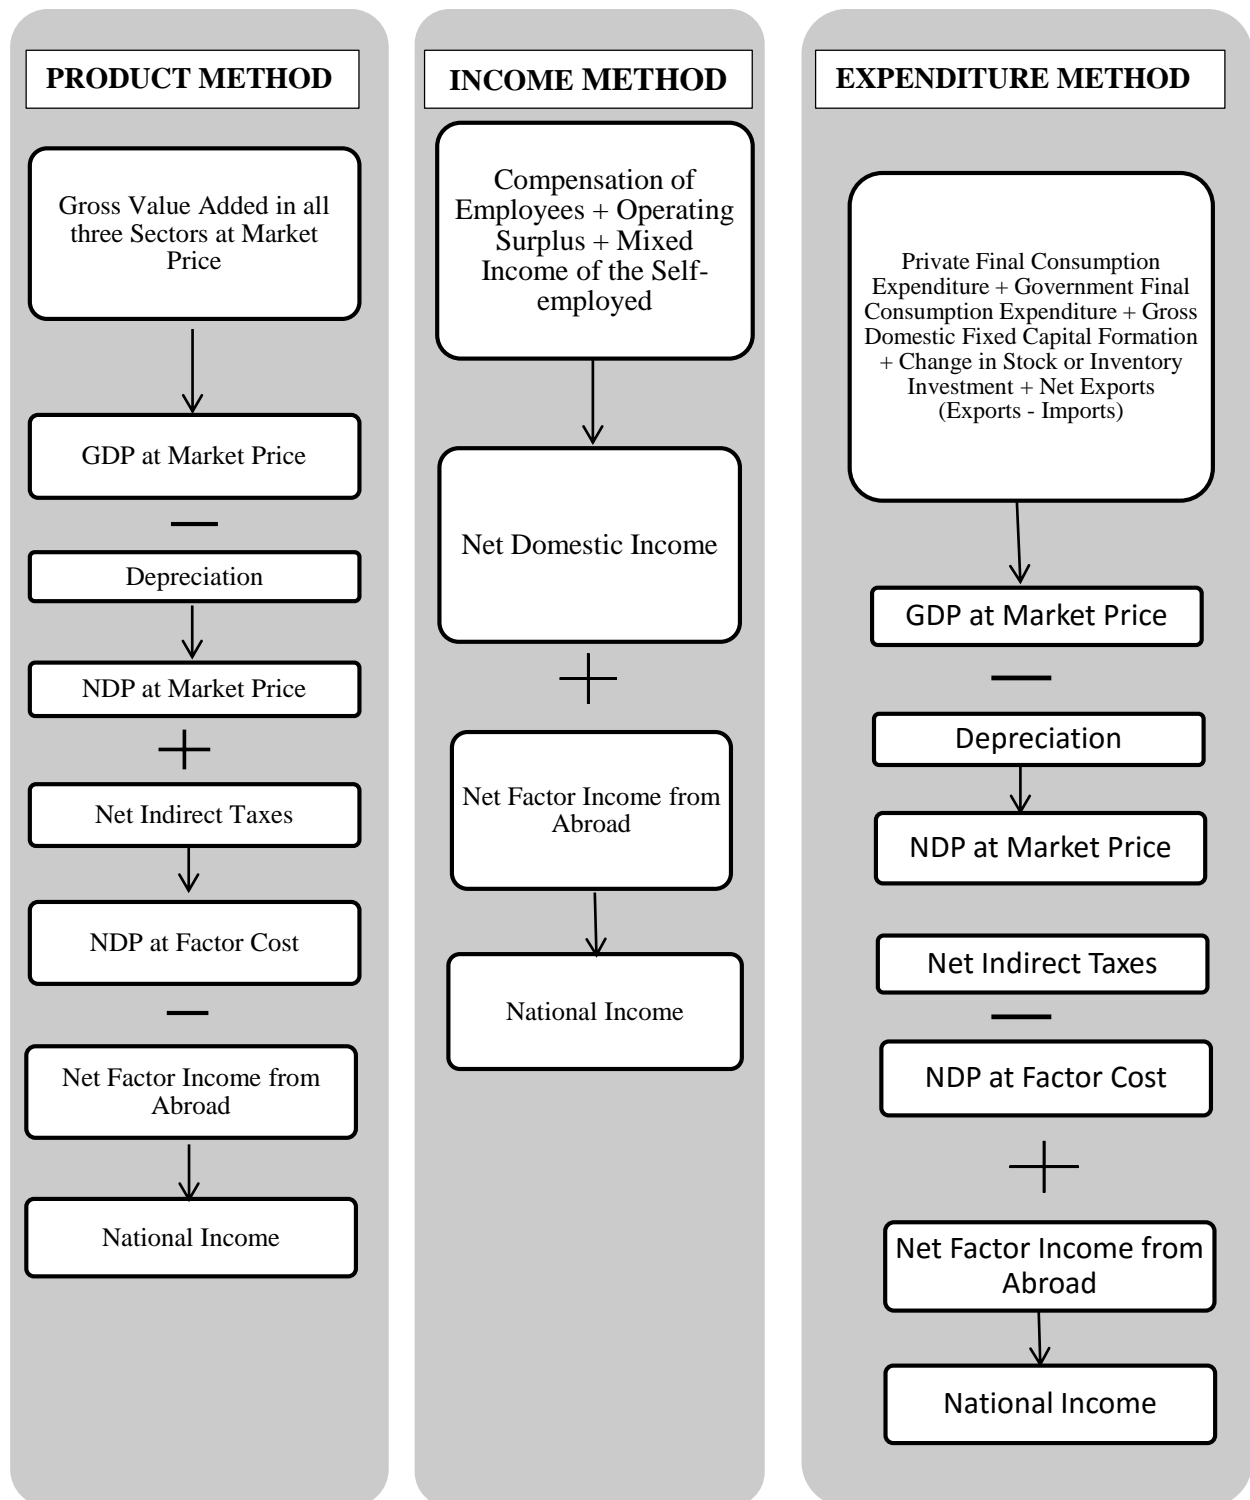 PRODUCT METHOD
Gross Value Added in all
three Sectors at Market
Price
GDP at Market Price
Depreciation
NDP at Market Price
Net Indirect Taxes
NDP at Factor Cost
Net Factor Income from
Abroad
National Income
INCOME METHOD
Compensation of
Employees + Operating
Surplus + Mixed
Income of the Self-
employed
Net Domestic Income
Net Factor Income from
Abroad
National Income
EXPENDITURE METHOD
Private Final Consumption
Expenditure + Government Final
Consumption Expenditure + Gross
Domestic Fixed Capital Formation
+ Change in Stock or Inventory
Investment + Net Exports
(Exports - Imports)
GDP at Market Price
Depreciation
NDP at Market Price
Net Indirect Taxes
NDP at Factor Cost
Net Factor Income from
Abroad
National Income